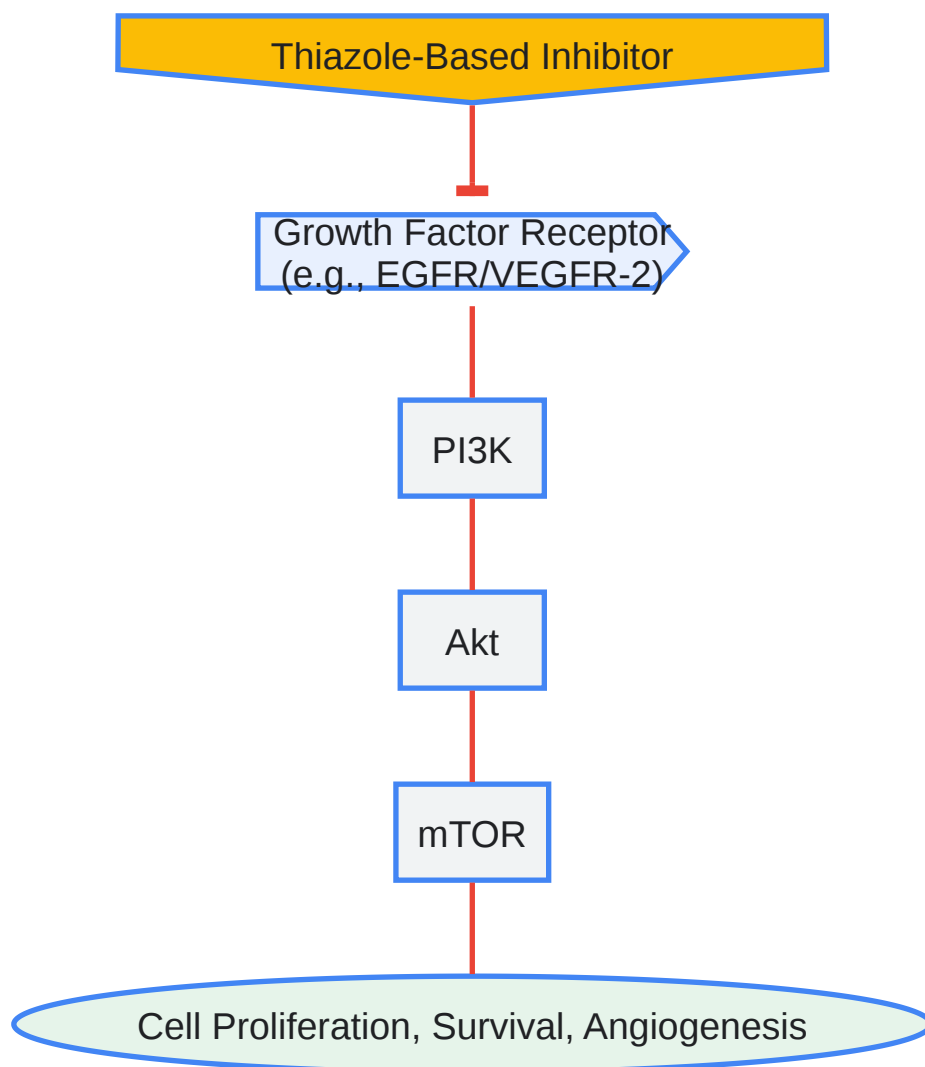 Thiazole-Based Inhibitor
Growth Factor Receptor
(e.g., EGFR/VEGFR-2)
PI3K
Akt
mTOR
Cell Proliferation, Survival, Angiogenesis